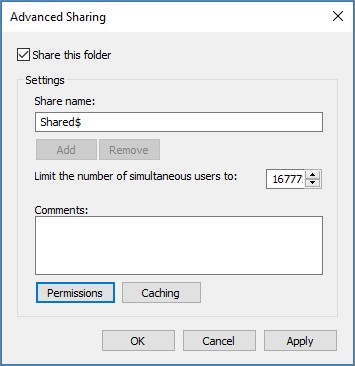 Advanced Sharing
Share this folder
Settings
Share name:
Shared$
Add Remove
Limit the number of simultaneous users to: 16777
Comments:
Permissions Caching
OK Cancel Apply